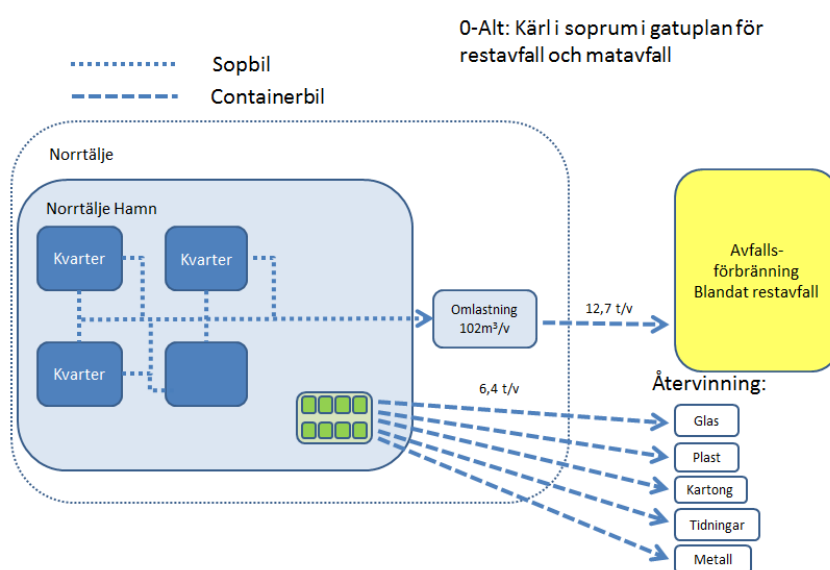 0-Alt: Kärl i soprum i gatuplan för
restavfall och matavfall
Sopbil
Containerbil
Norrtälje
Norrtälje Hamn
Kvarter
Kvarter
Kvarter
Omlastning
102m³/v
12,7 t/v
Avfalls-
förbränning
Blandat restavfall
6,4 t/v
Återvinning:
Glas
Plast
Kartong
Tidningar
Metall